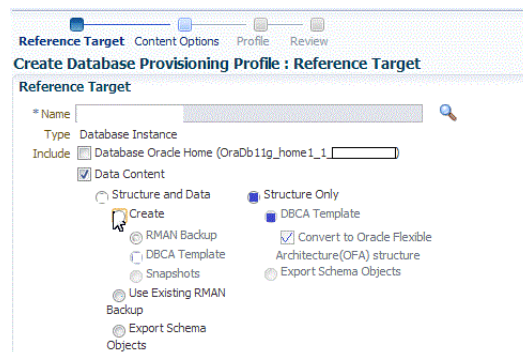 Reference Target Content Options Profile Review
Create Database Provisioning Profile : Reference Target
Reference Target
* Name
Type Database Instance
Include Database Oracle Home (OraDb11g_home1_1_ )
Data Content
Structure and Data Structure Only
Create DBCA Template
RMAN Backup Convert to Oracle Flexible
DBCA Template Architecture(OFA) structure
Snapshots Export Schema Objects
Use Existing RMAN
Backup
Export Schema
Objects